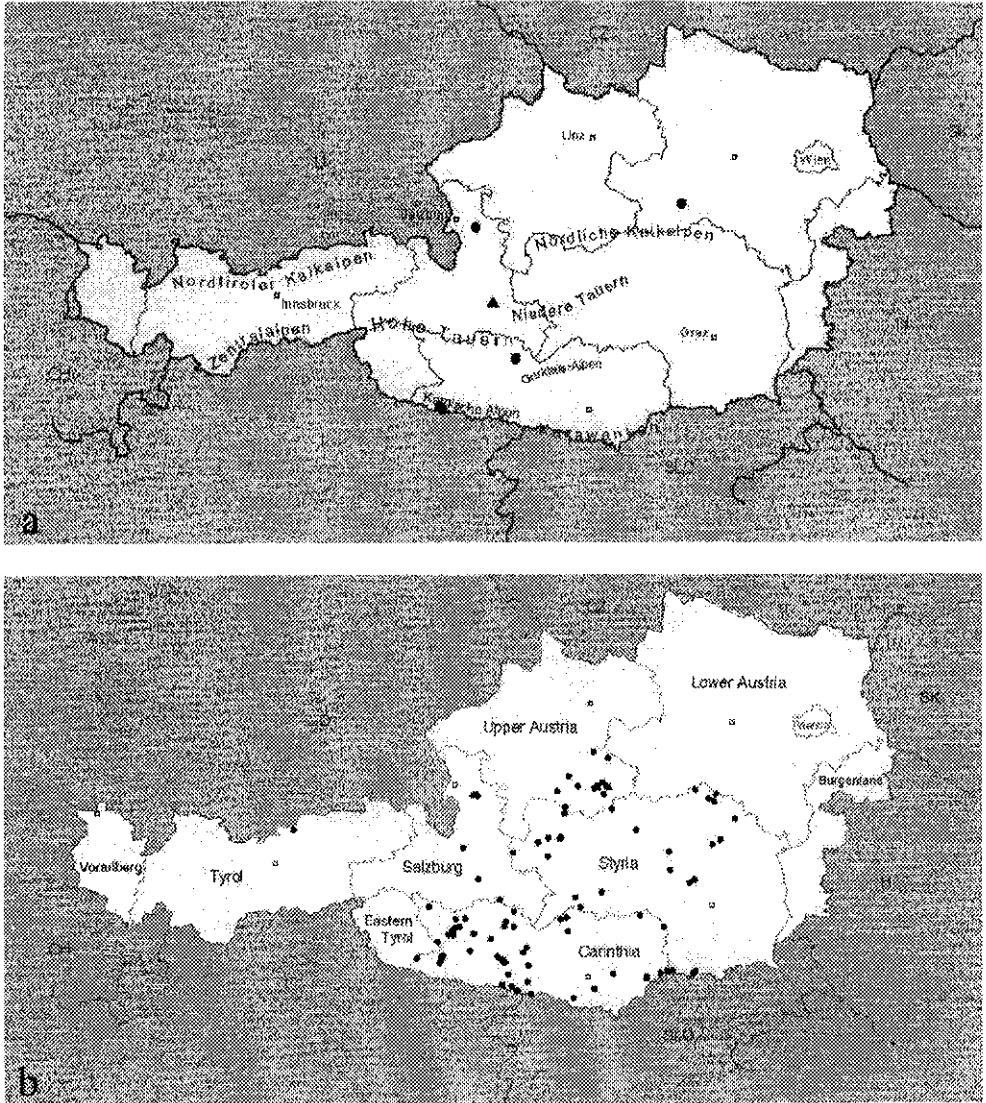 CZ
Linz
Wien
Nördliche Kalkalpen
Nordtiroler Kalkalpen
Innsbruck
Niedere Tauern
Hohe Tauern
Zentralalpen
Graz
Gurktaler Alpen
CH
Karnische Alpen
Karawanken
SLO
a
Lower Austria
SK
Upper Austria
Burgenland
Vorarlberg
Tyrol
Salzburg
Styria
H
Eastern
Tyrol
Carinthia
b